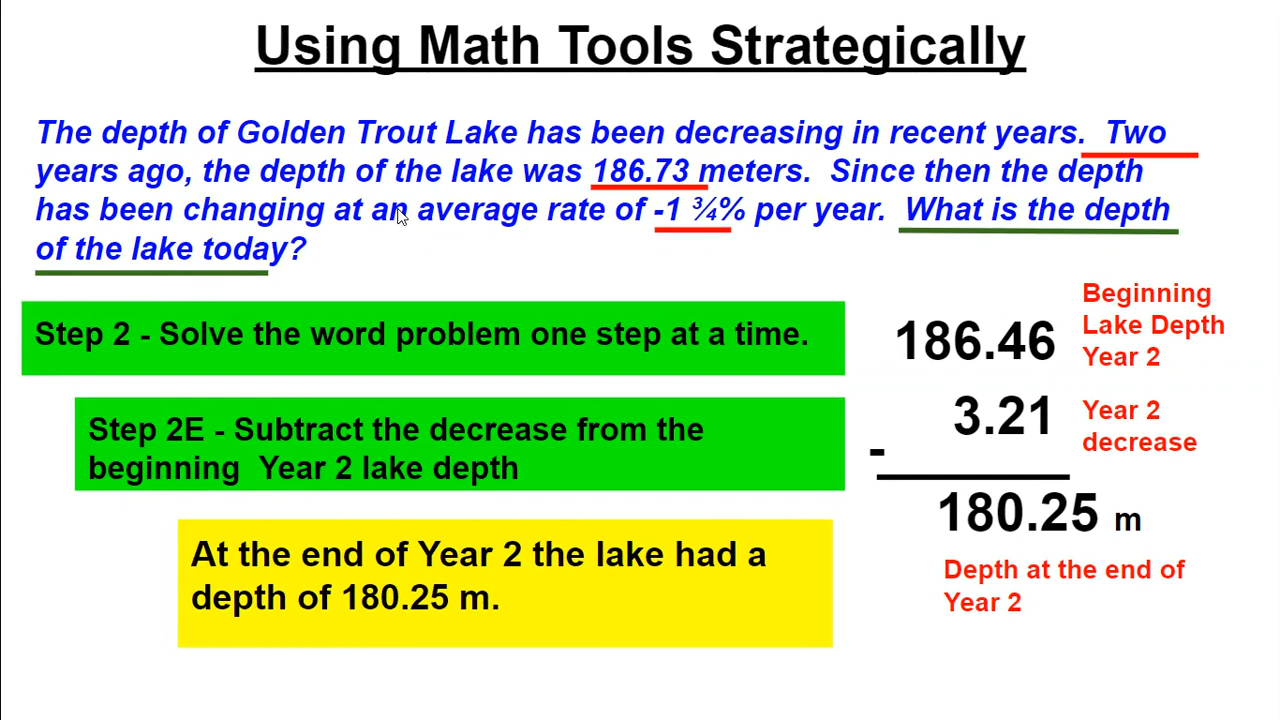 Using Math Tools Strategically
The depth of Golden Trout Lake has been decreasing in recent years. Two
years ago, the depth of the lake was 186.73 meters. Since then the depth
has been changing at an average rate of -1 ¾% per year. What is the depth
of the lake today?
Step 2 - Solve the word problem one step at a time.
Step 2E - Subtract the decrease from the
beginning Year 2 lake depth
At the end of Year 2 the lake had a
depth of 180.25 m.
186.46
Beginning
Lake Depth
Year 2
- 3.21
Year 2
decrease
180.25 m
Depth at the end of
Year 2